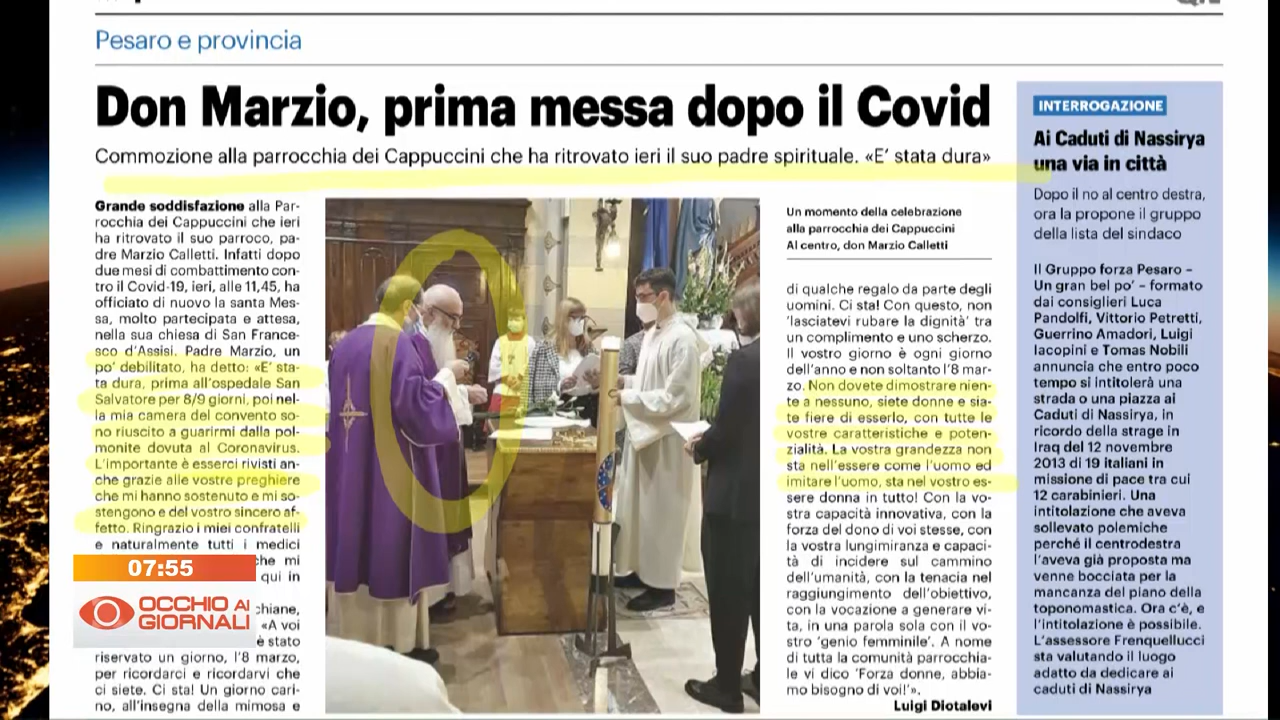 Pesaro e provincia
Don Marzio, prima messa dopo il Covid
Commozione alla parrocchia dei Cappuccini che ha ritrovato ieri il suo padre spirituale. «E' stata dura»
Grande soddisfazione alla Par-
rocchia dei Cappuccini che ieri
ha ritrovato il suo parroco, pa-
dre Marzio Calletti. Infatti dopo
due mesi di combattimento con-
tro il Covid-19, ieri, alle 11,45, ha
officiato di nuovo la santa Mes-
sa, molto partecipata e attesa,
nella sua chiesa di San France-
sco d'Assisi. Padre Marzio, un
po' debilitato, ha detto: «E' sta-
ta dura, prima all'ospedale San
Salvatore per 8/9 giorni, poi nel-
la mia camera del convento so-
no riuscito a guarirmi dalla pol-
monite dovuta al Coronavirus.
L'importante è esserci rivisti an-
che grazie alle vostre preghiere
che mi hanno sostenuto e mi so-
stengono e del vostro sincero af-
fetto. Ringrazio i miei confratelli
e naturalmente tutti i medici
che mi
qui in
chiane,
«A voi
è stato
riservato un giorno, l'8 marzo,
per ricordarci e ricordarvi che
ci siete. Ci sta! Un giorno cari-
no, all'insegna della mimosa e
07:55
OCCHIO AI
GIORNALI
Un momento della celebrazione
alla parrocchia dei Cappuccini
Al centro, don Marzio Calletti
di qualche regalo da parte degli
uomini. Ci sta! Con questo, non
'lasciatevi rubare la dignità' tra
un complimento e uno scherzo.
Il vostro giorno è ogni giorno
dell'anno e non soltanto l'8 mar-
zo. Non dovete dimostrare nien-
te a nessuno, siete donne e sia-
te fiere di esserlo, con tutte le
vostre caratteristiche e poten-
zialità. La vostra grandezza non
sta nell'essere come l'uomo ed
imitare l'uomo, sta nel vostro es-
sere donna in tutto! Con la vo-
stra capacità innovativa, con la
forza del dono di voi stesse, con
la vostra lungimiranza e capaci-
tà di incidere sul cammino
dell'umanità, con la tenacia nel
raggiungimento dell'obiettivo,
con la vocazione a generare vi-
ta, in una parola sola con il vo-
stro 'genio femminile'. A nome
di tutta la comunità parrocchia-
le vi dico 'Forza donne, abbia-
mo bisogno di voi!'».
Luigi Diotalevi
INTERROGAZIONE
Ai Caduti di Nassirya
una via in città
Dopo il no al centro destra,
ora la propone il gruppo
della lista del sindaco
Il Gruppo forza Pesaro –
Un gran bel po' – formato
dai consiglieri Luca
Pandolfi, Vittorio Petretti,
Guerrino Amadori, Luigi
Iacopini e Tomas Nobili
annuncia che entro poco
tempo si intitolerà una
strada o una piazza ai
Caduti di Nassirya, in
ricordo della strage in
Iraq del 12 novembre
2013 di 19 italiani in
missione di pace tra cui
12 carabinieri. Una
intitolazione che aveva
sollevato polemiche
perché il centrodestra
l'aveva già proposta ma
venne bocciata per la
mancanza del piano della
toponomastica. Ora c'è, e
l'intitolazione è possibile.
L'assessore Frenquellucci
sta valutando il luogo
adatto da dedicare ai
caduti di Nassirya